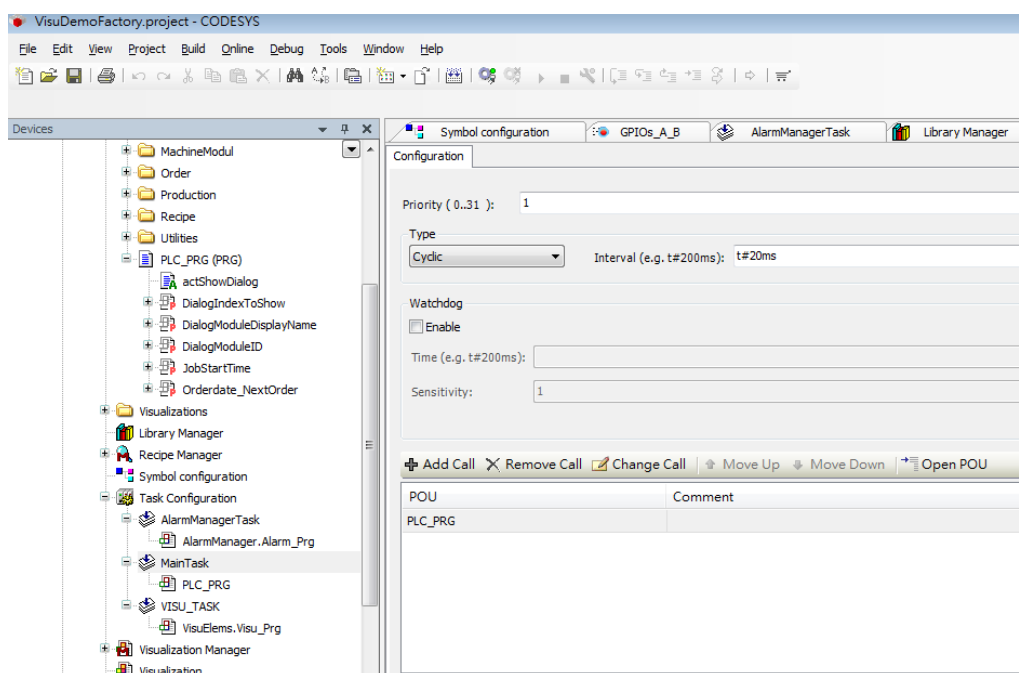 VisuDemoFactory.project - CODESYS
File Edit View Project Build Online Debug Tools Window Help
Devices
MachineModul
Order
Production
Recipe
Utilities
PLC_PRG (PRG)
actShowDialog
DialogIndexToShow
DialogModuleDisplayName
DialogModuleID
JobStartTime
Orderdate_NextOrder
Visualizations
Library Manager
Recipe Manager
Symbol configuration
Task Configuration
AlarmManagerTask
AlarmManager.Alarm_Prg
MainTask
PLC_PRG
VISU_TASK
VisuElems.Visu_Prg
Visualization Manager
Visualization
Symbol configuration GPIOs_A_B AlarmManagerTask Library Manager
Configuration
Priority ( 0..31 ): 1
Type
Cyclic Interval (e.g. t#200ms): t#20ms
Watchdog
Enable
Time (e.g. t#200ms):
Sensitivity: 1
Add Call Remove Call Change Call Move Up Move Down Open POU
POU Comment
PLC_PRG